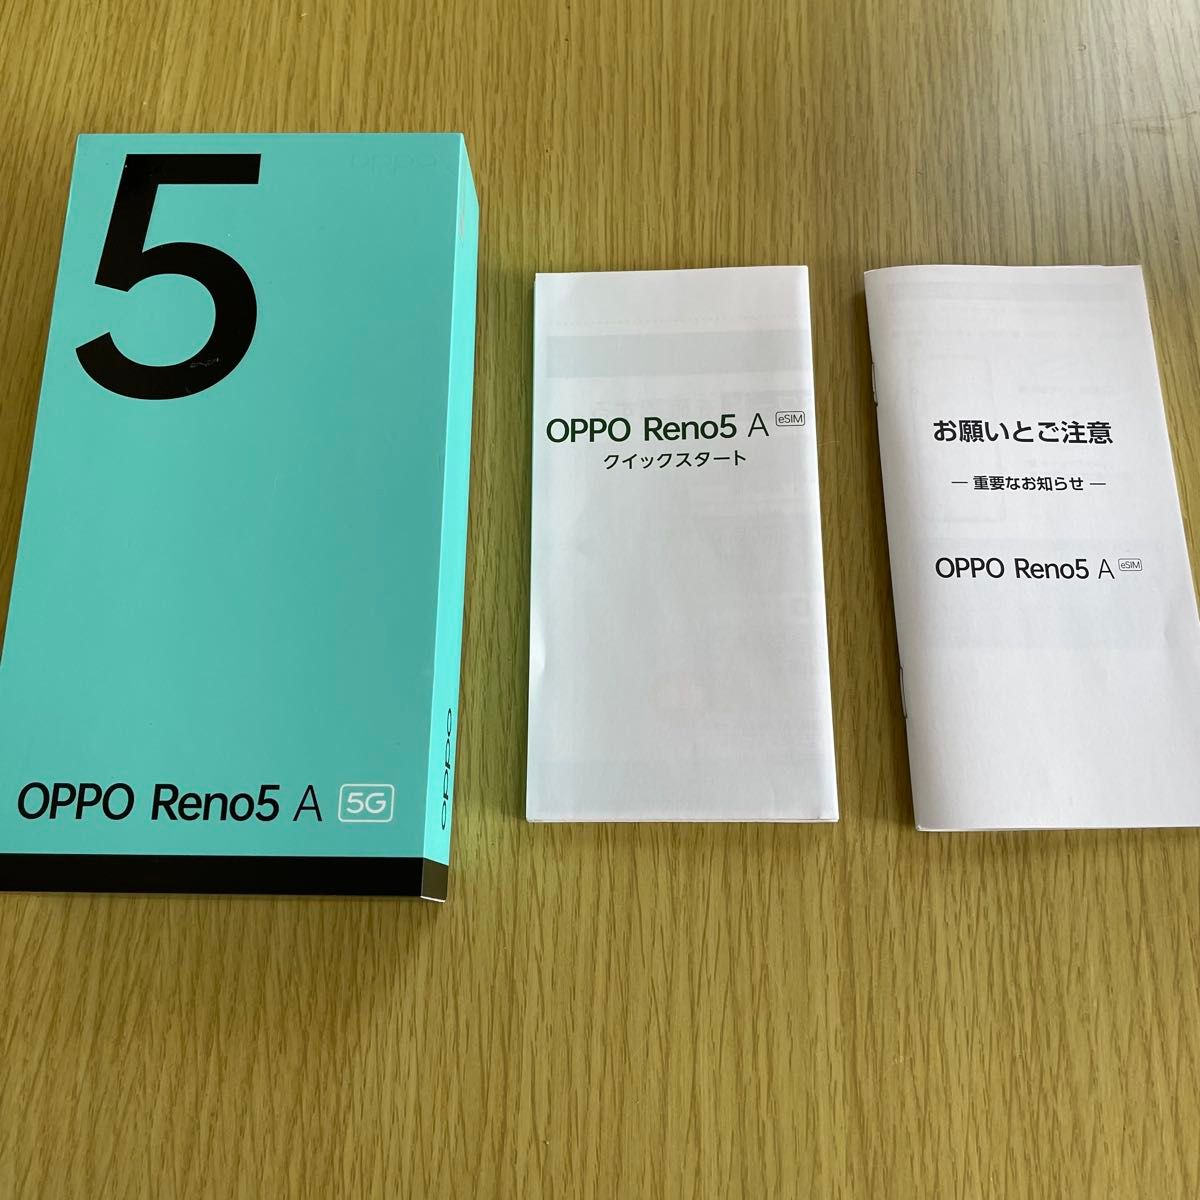 5
oppo
OPPO Reno5 A 5G
oppo
OPPO Reno5 A eSIM
クイックスタート
お願いとご注意
— 重要なお知らせ —
OPPO Reno5 A eSIM